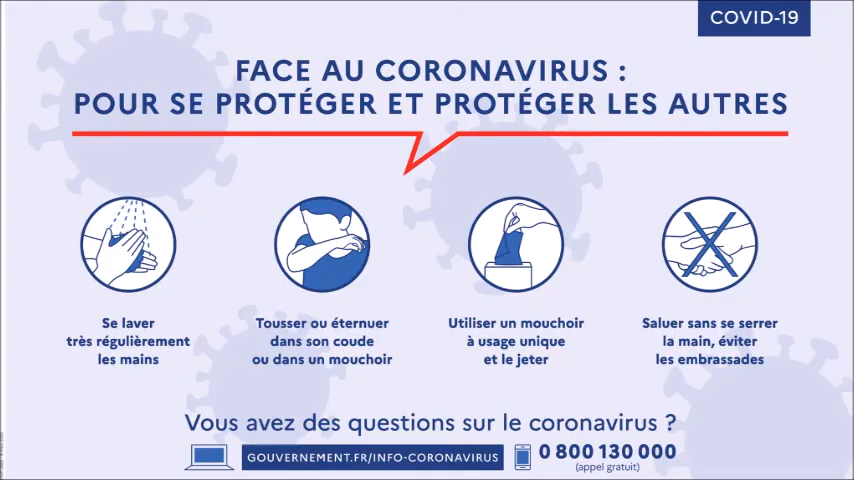 COVID-19
FACE AU CORONAVIRUS :
POUR SE PROTÉGER ET PROTÉGER LES AUTRES
Se laver
très régulièrement
les mains
Tousser ou éternuer
dans son coude
ou dans un mouchoir
Utiliser un mouchoir
à usage unique
et le jeter
Saluer sans se serrer
la main, éviter
les embrassades
Vous avez des questions sur le coronavirus ?
GOUVERNEMENT.FR/INFO-CORONAVIRUS
0 800 130 000
(appel gratuit)